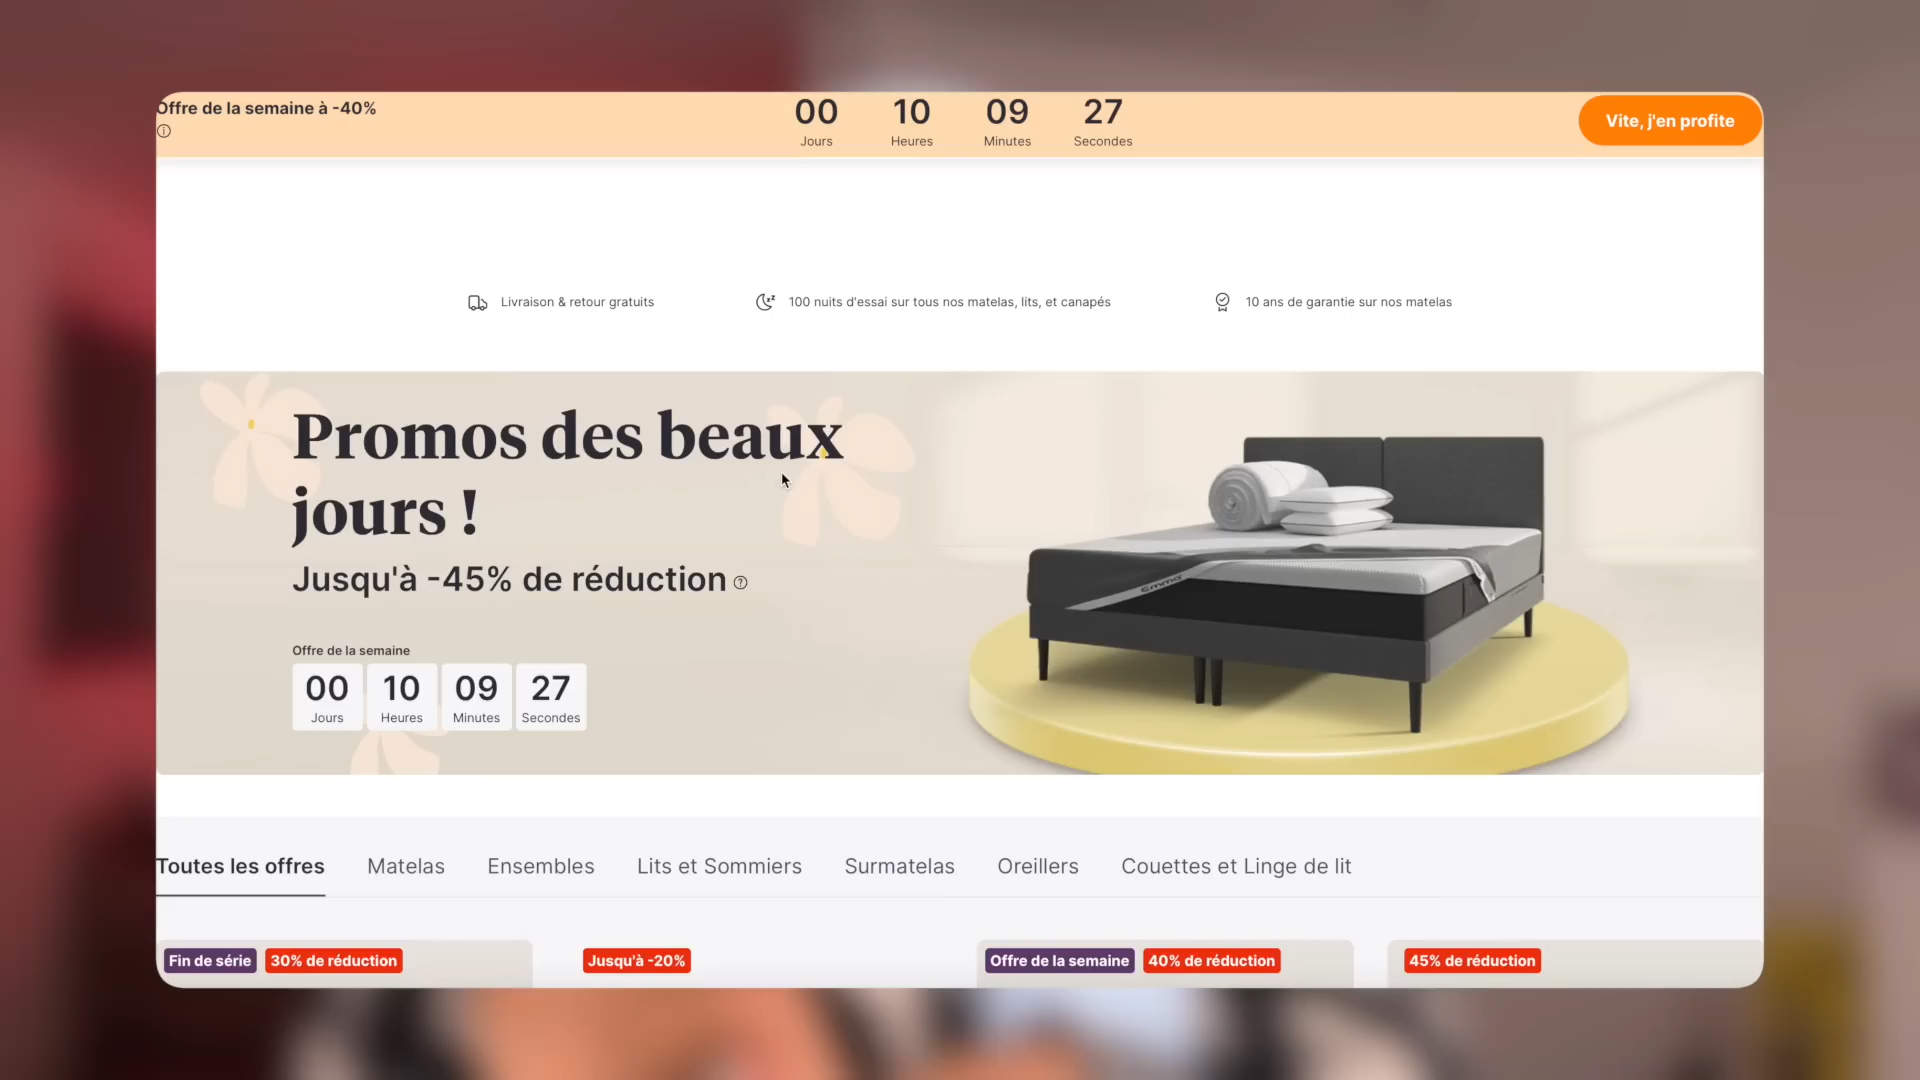 Offre de la semaine à -40%
00 10 09 27
Jours Heures Minutes Secondes
Vite, j'en profite
Livraison & retour gratuits
100 nuits d'essai sur tous nos matelas, lits, et canapés
10 ans de garantie sur nos matelas
Promos des beaux
jours !
Jusqu'à -45% de réduction
Offre de la semaine
00 10 09 27
Jours Heures Minutes Secondes
emma
Toutes les offres Matelas Ensembles Lits et Sommiers Surmatelas Oreillers Couettes et Linge de lit
Fin de série 30% de réduction Jusqu'à -20% Offre de la semaine 40% de réduction 45% de réduction